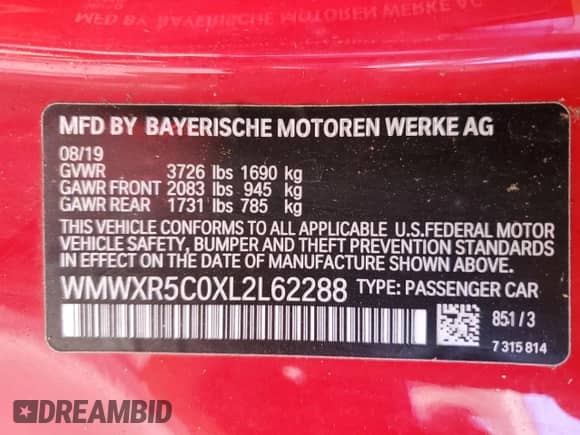 MFD BY BAYERISCHE MOTOREN WERKE AG
08/19
GVWR 3726 lbs 1690 kg
GAWR FRONT 2083 lbs 945 kg
GAWR REAR 1731 lbs 785 kg
THIS VEHICLE CONFORMS TO ALL APPLICABLE U.S.FEDERAL MOTOR
VEHICLE SAFETY, BUMPER AND THEFT PREVENTION STANDARDS
IN EFFECT ON THE DATE OF MANUFACTURE SHOWN ABOVE.
WMWXR5C0XL2L62288 TYPE: PASSENGER CAR
851/3
7 315 814
DREAMBID